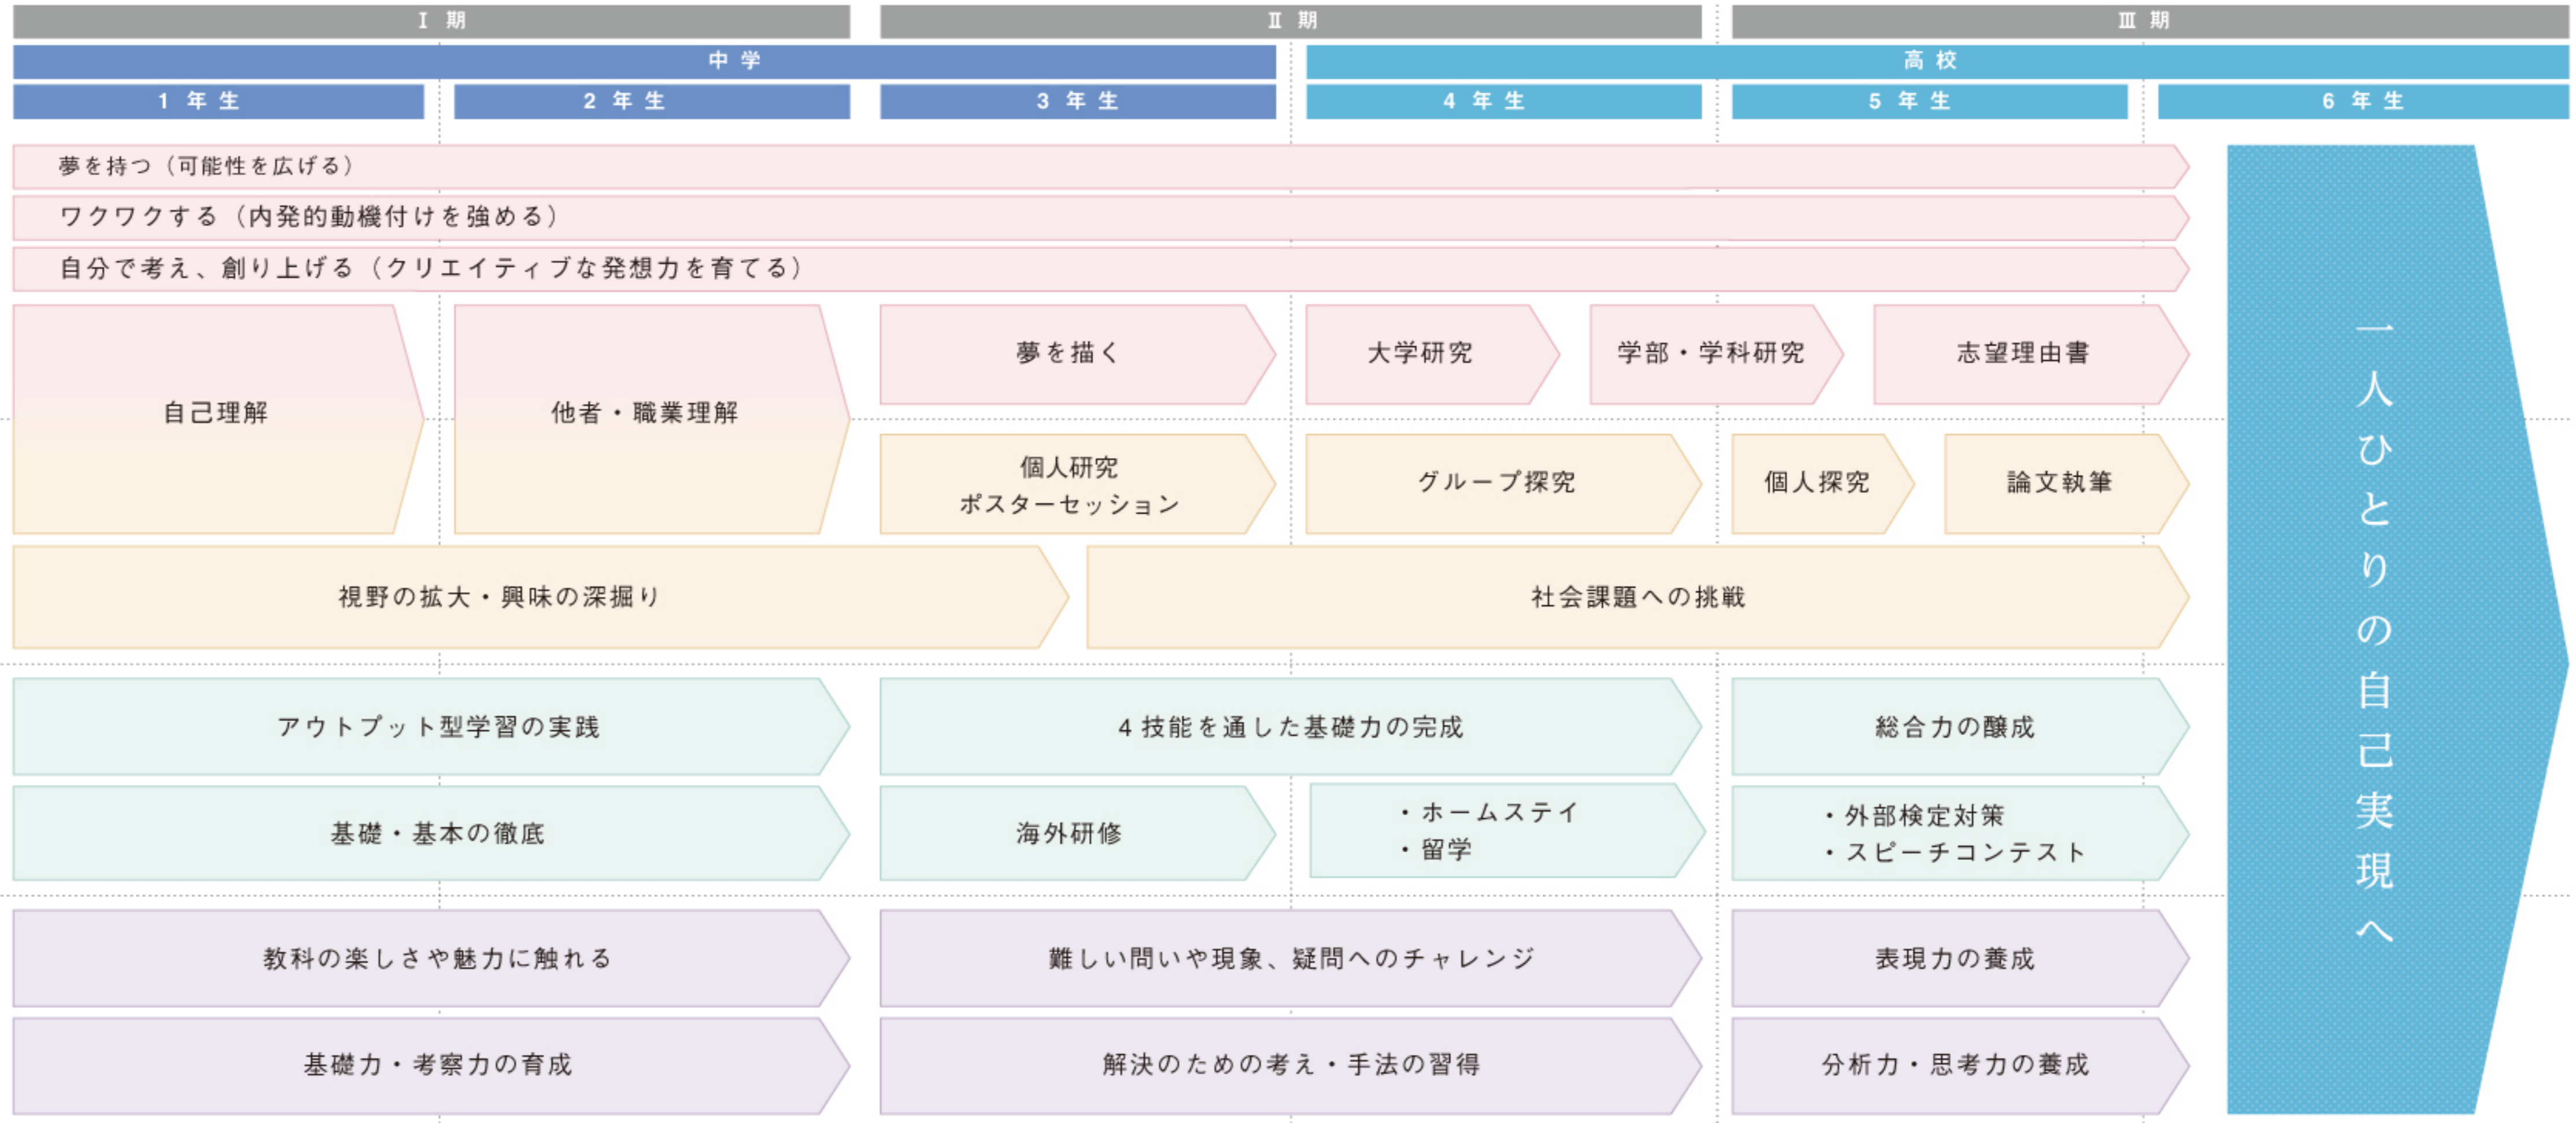 Ⅰ 期
Ⅱ 期
Ⅲ 期
中学
高校
1 年生
2 年生
3 年生
4 年生
5 年生
6 年生
夢を持つ（可能性を広げる）
ワクワクする（内発的動機付けを強める）
自分で考え、創り上げる（クリエイティブな発想力を育てる）
自己理解
他者・職業理解
夢を描く
大学研究
学部・学科研究
志望理由書
個人研究
ポスターセッション
グループ探究
個人探究
論文執筆
視野の拡大・興味の深掘り
社会課題への挑戦
アウトプット型学習の実践
4 技能を通した基礎力の完成
総合力の醸成
基礎・基本の徹底
海外研修
・ホームステイ
・留学
・外部検定対策
・スピーチコンテスト
教科の楽しさや魅力に触れる
難しい問いや現象、疑問へのチャレンジ
表現力の養成
基礎力・考察力の育成
解決のための考え・手法の習得
分析力・思考力の養成
一人ひとりの自己実現へ